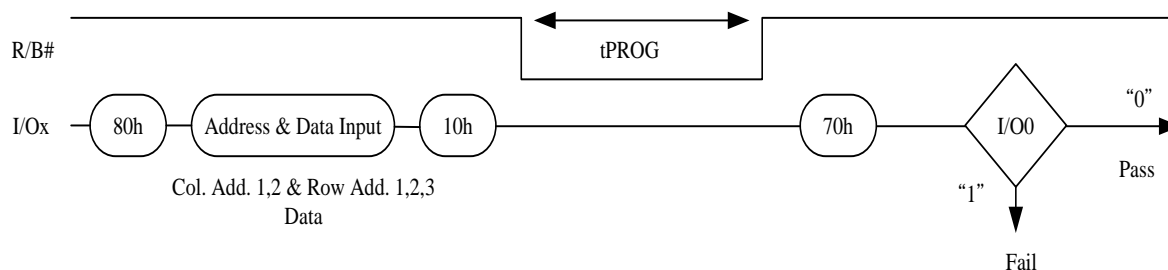 R/B#
tPROG
I/Ox
80h
Address & Data Input
10h
70h
I/O0
“0”
Pass
Col. Add. 1,2 & Row Add. 1,2,3
Data
“1”
Fail